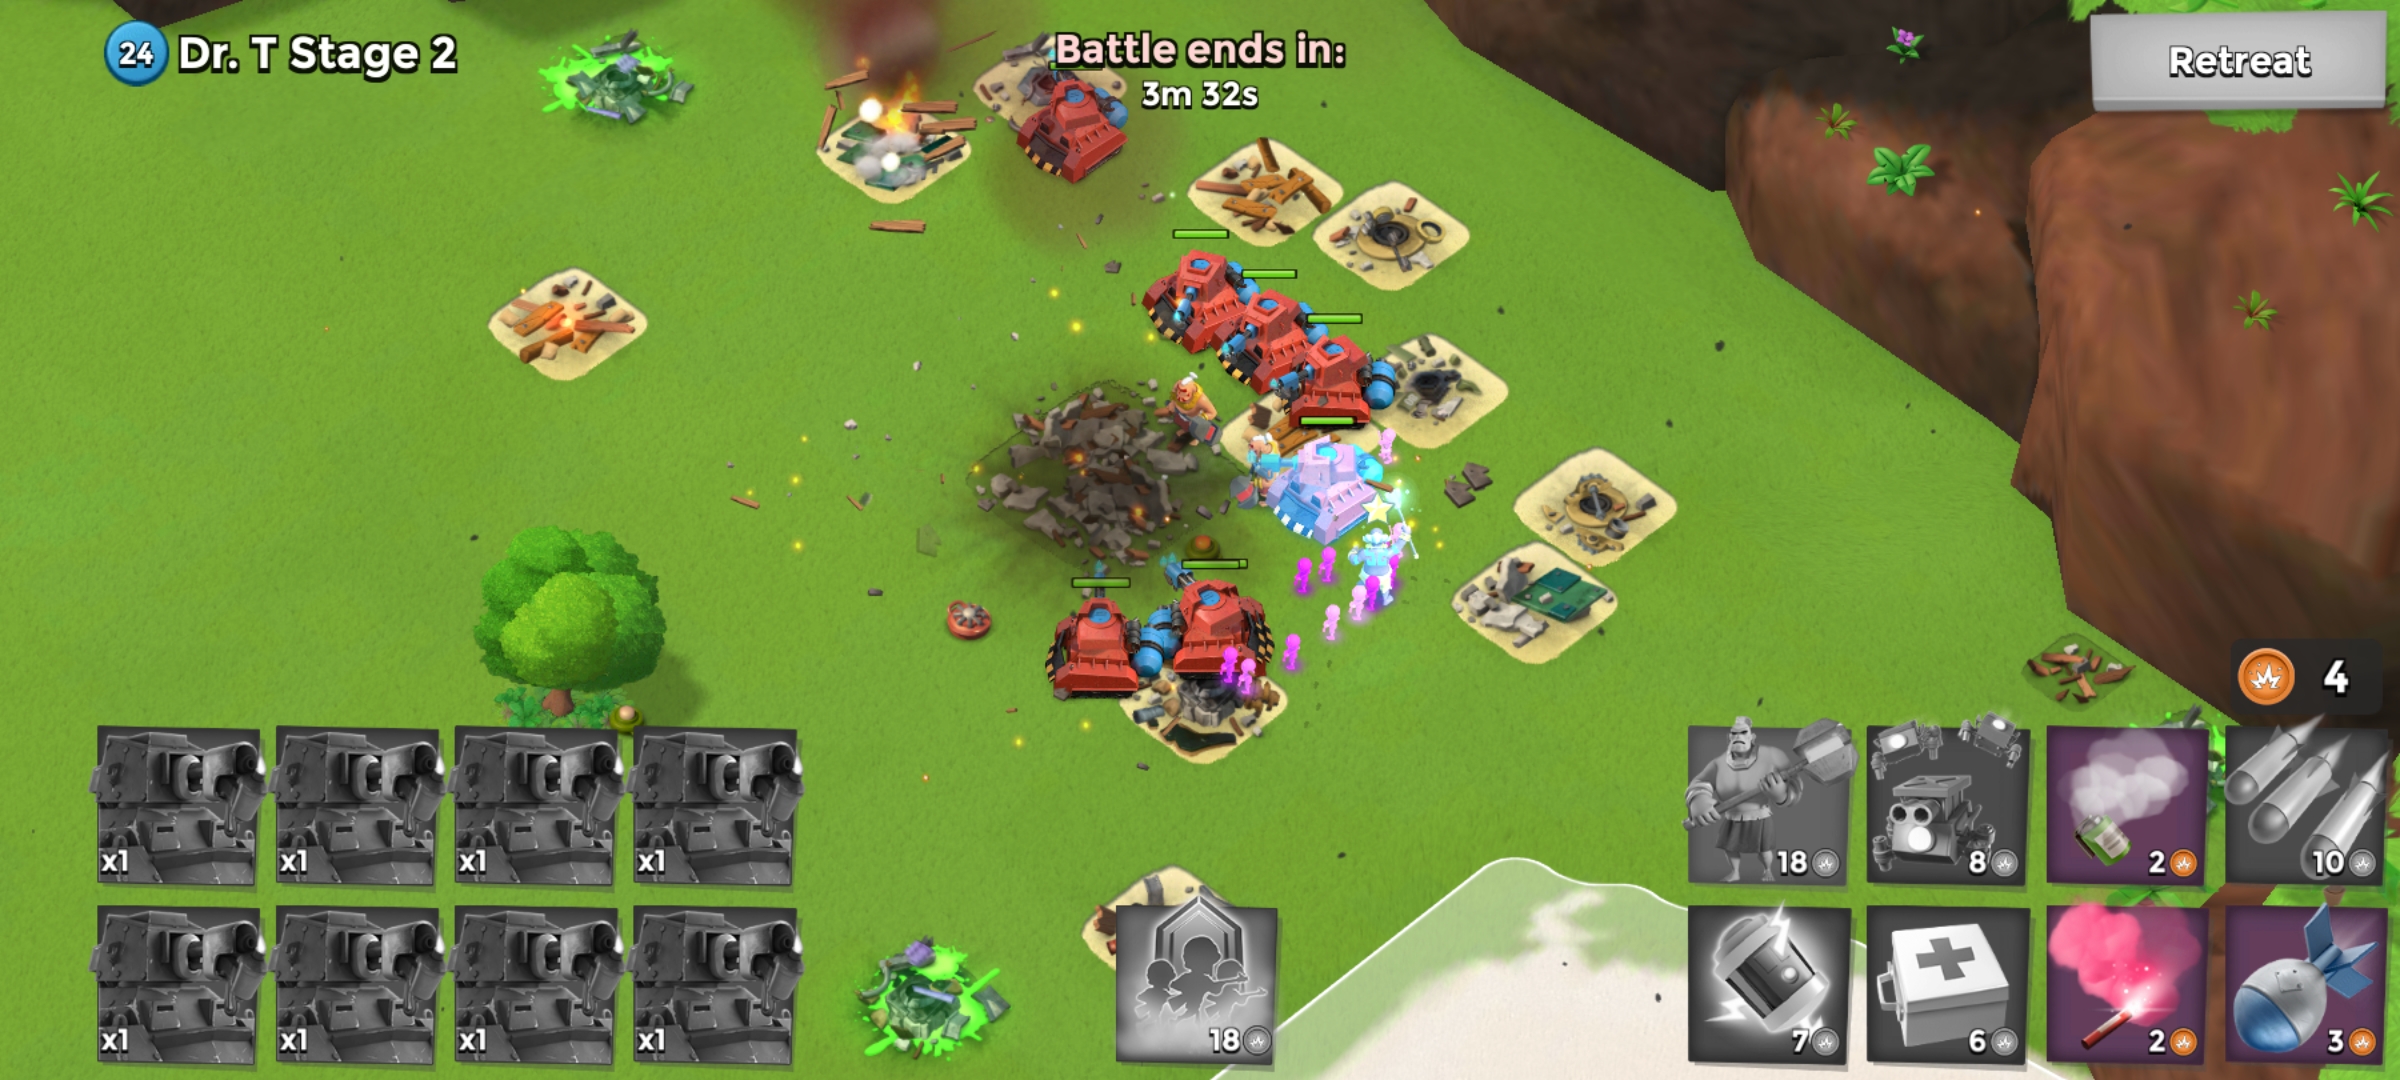 24 Dr. T Stage 2
Battle ends in:
3m 32s
Retreat
4
x1 x1 x1 x1
18 8 2 10
x1 x1 x1 x1
18
7 6 2 3